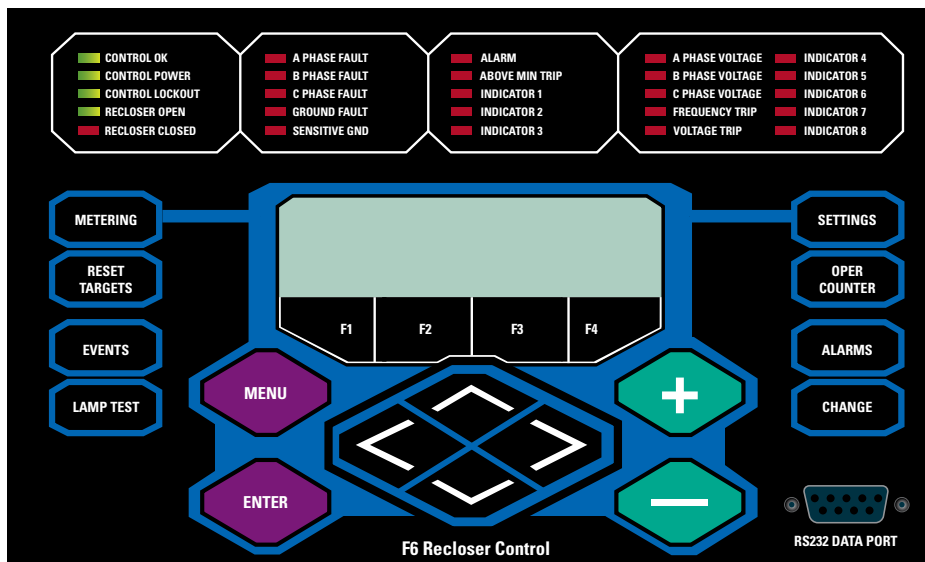 CONTROL OK
CONTROL POWER
CONTROL LOCKOUT
RECLOSER OPEN
RECLOSER CLOSED
A PHASE FAULT
B PHASE FAULT
C PHASE FAULT
GROUND FAULT
SENSITIVE GND
ALARM
ABOVE MIN TRIP
INDICATOR 1
INDICATOR 2
INDICATOR 3
A PHASE VOLTAGE
B PHASE VOLTAGE
C PHASE VOLTAGE
FREQUENCY TRIP
VOLTAGE TRIP
INDICATOR 4
INDICATOR 5
INDICATOR 6
INDICATOR 7
INDICATOR 8
METERING
RESET
TARGETS
EVENTS
LAMP TEST
F1
F2
F3
F4
MENU
ENTER
SETTINGS
OPER
COUNTER
ALARMS
CHANGE
RS232 DATA PORT
F6 Recloser Control